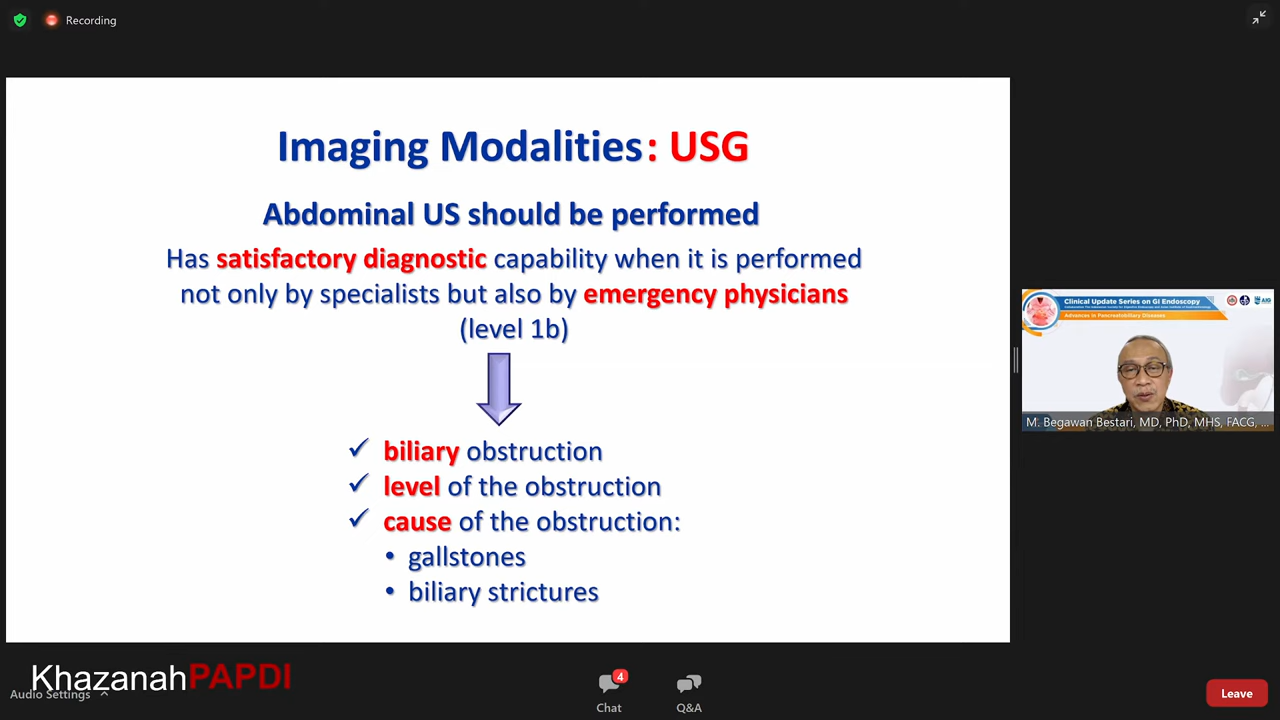 Recording
Imaging Modalities: USG
Abdominal US should be performed
Has satisfactory diagnostic capability when it is performed
not only by specialists but also by emergency physicians
(level 1b)
✓ biliary obstruction
✓ level of the obstruction
✓ cause of the obstruction:
• gallstones
• biliary strictures
Clinical Update Series on GI Endoscopy
Advances in Pancreatobiliary Diseases
AIG
M. Begawan Bestari, MD, PhD, MHS, FACG, ...
KhazanahPAPDI
Audio Settings
4
Chat
Q&A
Leave